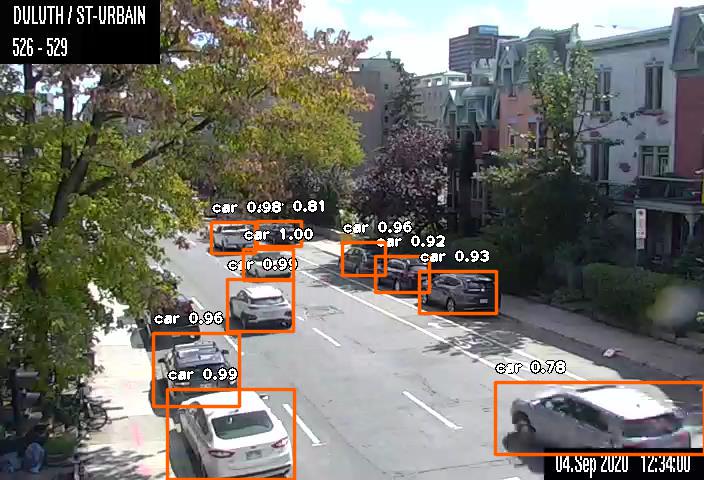 DULUTH / ST-URBAIN
526 - 529
car 0.98
0.81
car 1.00
car 0.99
car 0.96
car 0.92
car 0.93
car 0.96
car 0.99
car 0.78
04.Sep 2020 12:34:00